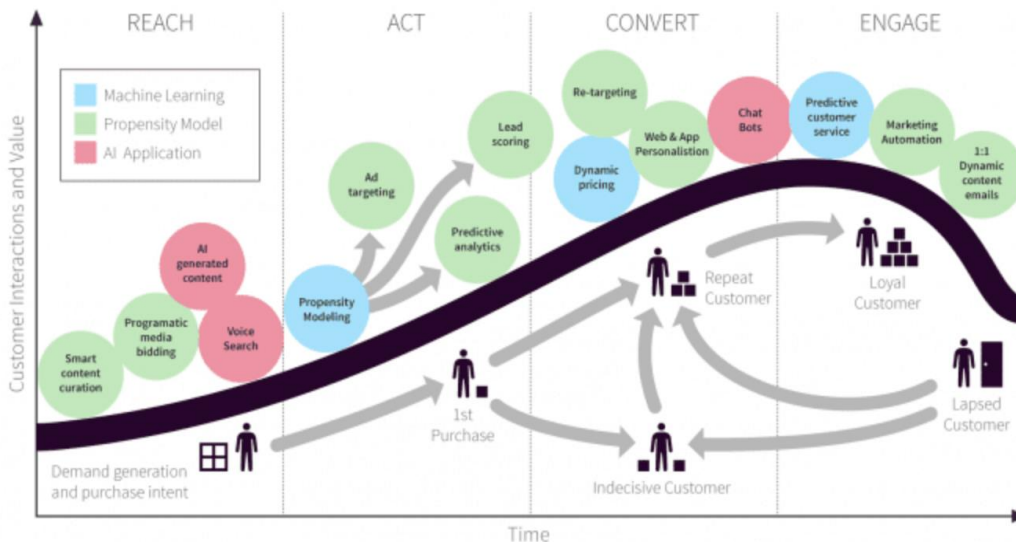 REACH
ACT
CONVERT
ENGAGE
Customer Interactions and Value
Machine Learning
Propensity Model
AI Application
Smart
content
curation
Programatic
media
bidding
AI
generated
content
Voice
Search
Propensity
Modeling
Ad
targeting
Lead
scoring
Predictive
analytics
Re-targeting
Dynamic
pricing
Web & App
Personalistion
Chat
Bots
Predictive
customer
service
Marketing
Automation
1:1
Dynamic
content
emails
Demand generation
and purchase intent
1st
Purchase
Repeat
Customer
Indecisive Customer
Loyal
Customer
Lapsed
Customer
Time